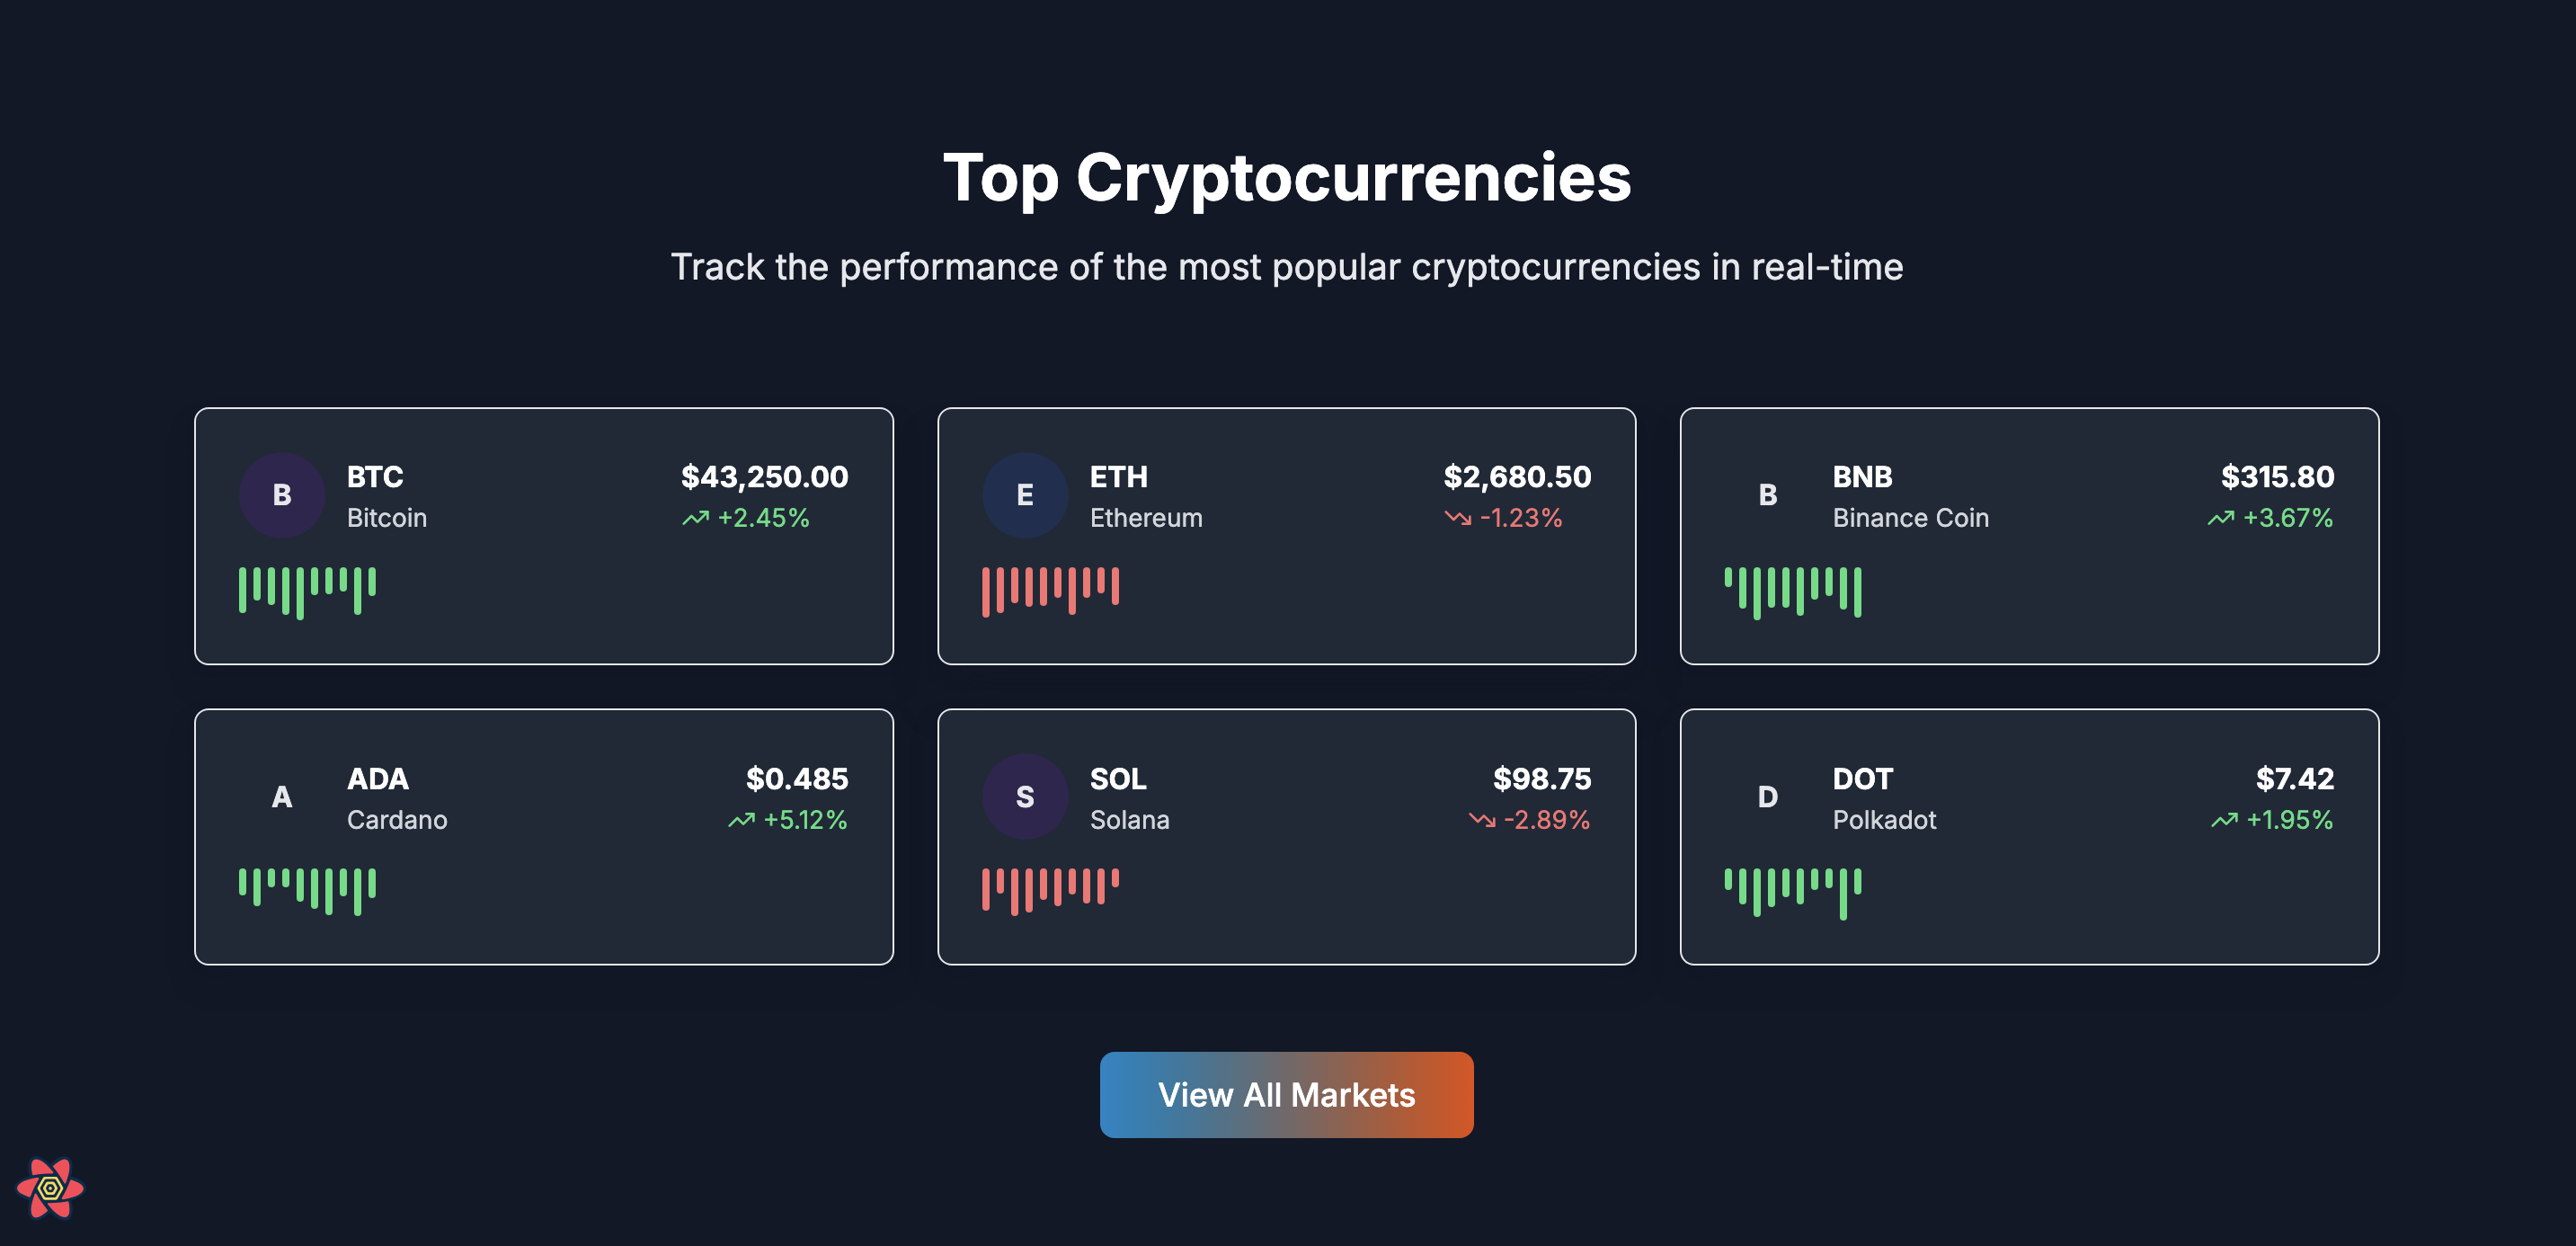 Top Cryptocurrencies
Track the performance of the most popular cryptocurrencies in real-time
B
BTC
Bitcoin
$43,250.00
+2.45%
E
ETH
Ethereum
$2,680.50
-1.23%
B
BNB
Binance Coin
$315.80
+3.67%
A
ADA
Cardano
$0.485
+5.12%
S
SOL
Solana
$98.75
-2.89%
D
DOT
Polkadot
$7.42
+1.95%
View All Markets